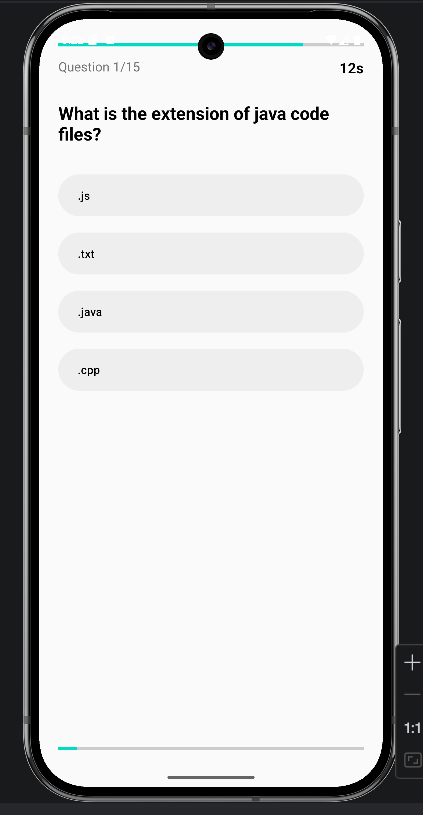 Question 1/15
12s
What is the extension of java code
files?
.js
.txt
.java
.cpp
1:1